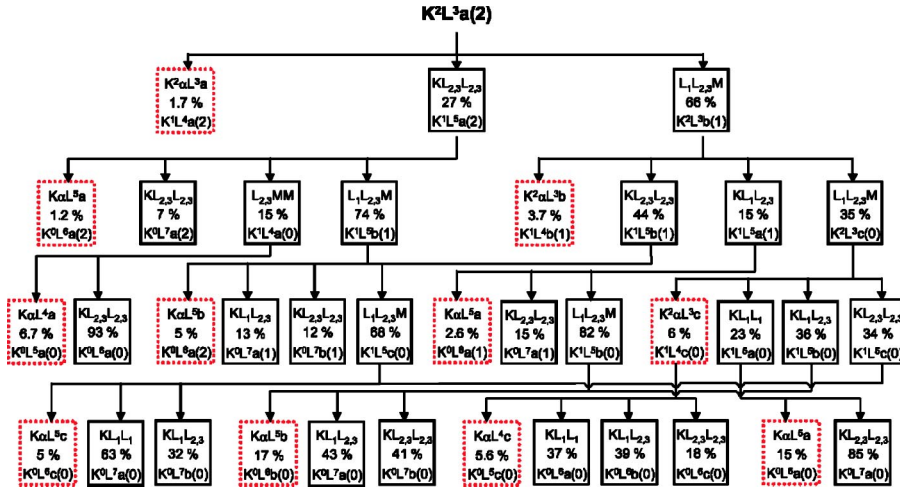 K²L³a(2)
K²αL³a
1.7 %
K¹L⁴a(2)
KL₂,₃L₂,₃
27 %
K¹L⁵a(2)
L₁L₂,₃M
66 %
K²L³b(1)
KαL⁵a
1.2 %
K⁰L⁶a(2)
KL₂,₃L₂,₃
7 %
K⁰L⁷a(2)
L₂,₃MM
15 %
K¹L⁴a(0)
L₁L₂,₃M
74 %
K¹L⁵b(1)
K²αL³b
3.7 %
K¹L⁴b(1)
KL₂,₃L₂,₃
44 %
K¹L⁵b(1)
KL₁L₂,₃
15 %
K¹L⁵a(1)
L₁L₂,₃M
35 %
K²L³c(0)
KαL⁴a
6.7 %
K⁰L⁵a(0)
KL₂,₃L₂,₃
93 %
K⁰L⁶a(0)
KαL⁵b
5 %
K⁰L⁶a(2)
KL₁L₂,₃
13 %
K⁰L⁷a(1)
KL₂,₃L₂,₃
12 %
K⁰L⁷b(1)
L₁L₂,₃M
68 %
K¹L⁵c(0)
KαL⁵a
2.6 %
K⁰L⁶a(1)
KL₂,₃L₂,₃
15 %
K⁰L⁷a(1)
L₁L₂,₃M
82 %
K¹L⁵b(0)
K²αL³c
6 %
K¹L⁴c(0)
KL₁L₁
23 %
K¹L⁵a(0)
KL₁L₂,₃
36 %
K¹L⁵b(0)
KL₂,₃L₂,₃
34 %
K¹L⁵c(0)
KαL⁵c
5 %
K⁰L⁶c(0)
KL₁L₁
63 %
K⁰L⁷a(0)
KL₁L₂,₃
32 %
K⁰L⁷b(0)
KαL⁵b
17 %
K⁰L⁶b(0)
KL₁L₂,₃
43 %
K⁰L⁷a(0)
KL₂,₃L₂,₃
41 %
K⁰L⁷b(0)
KαL⁴c
5.6 %
K⁰L⁵c(0)
KL₁L₁
37 %
K⁰L⁶a(0)
KL₁L₂,₃
39 %
K⁰L⁶b(0)
KL₂,₃L₂,₃
18 %
K⁰L⁶c(0)
KαL⁵a
15 %
K⁰L⁶a(0)
KL₂,₃L₂,₃
85 %
K⁰L⁷a(0)